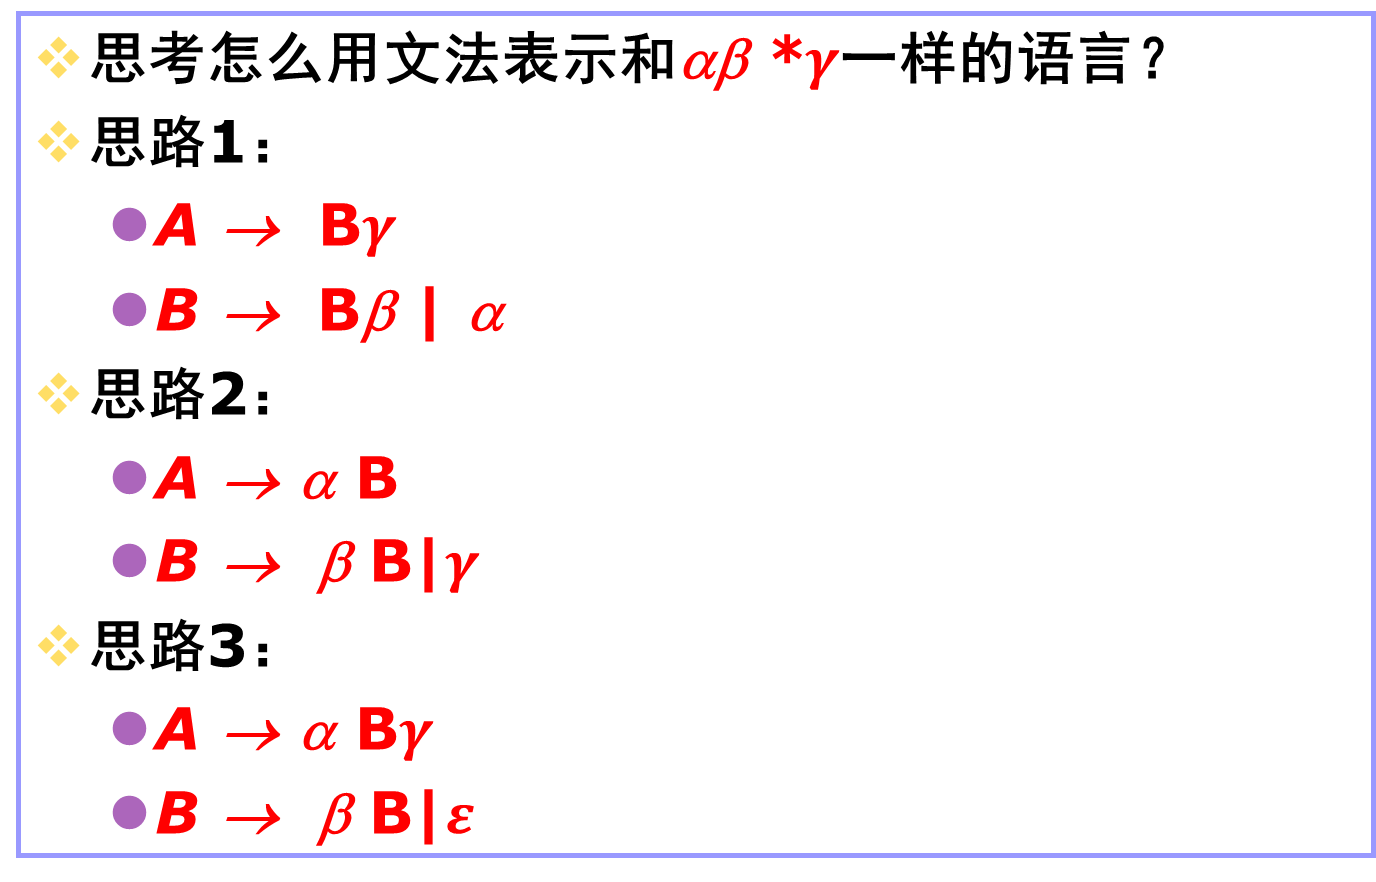 思考怎么用文法表示和αβ *γ一样的语言？
思路1：
A → Bγ
B → Bβ | α
思路2：
A → α B
B → β B|γ
思路3：
A → α Bγ
B → β B|ε